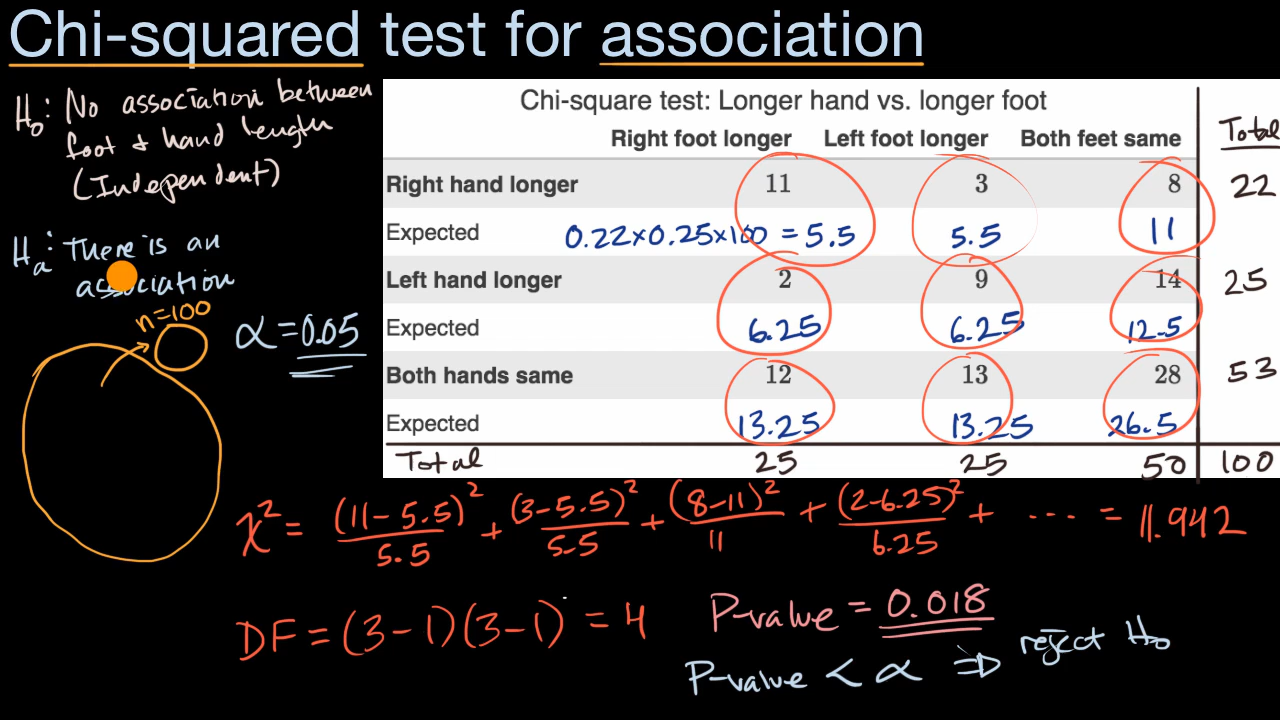 Chi-squared test for association
H₀: No association between
foot & hand length
(Independent)
Hₐ: There is an
association
n=100
α = 0.05
Chi-square test: Longer hand vs. longer foot
Right foot longer Left foot longer Both feet same Total
Right hand longer 11 3 8 22
Expected 0.22x0.25x100 = 5.5 5.5 11
Left hand longer 2 9 14 25
Expected 6.25 6.25 12.5
Both hands same 12 13 28 53
Expected 13.25 13.25 26.5
Total 25 25 50 100
χ² = (11-5.5)²/5.5 + (3-5.5)²/5.5 + (8-11)²/11 + (2-6.25)²/6.25 + ... = 11.942
DF = (3-1)(3-1) = 4
P-value = 0.018
P-value < α ⇒ reject H₀